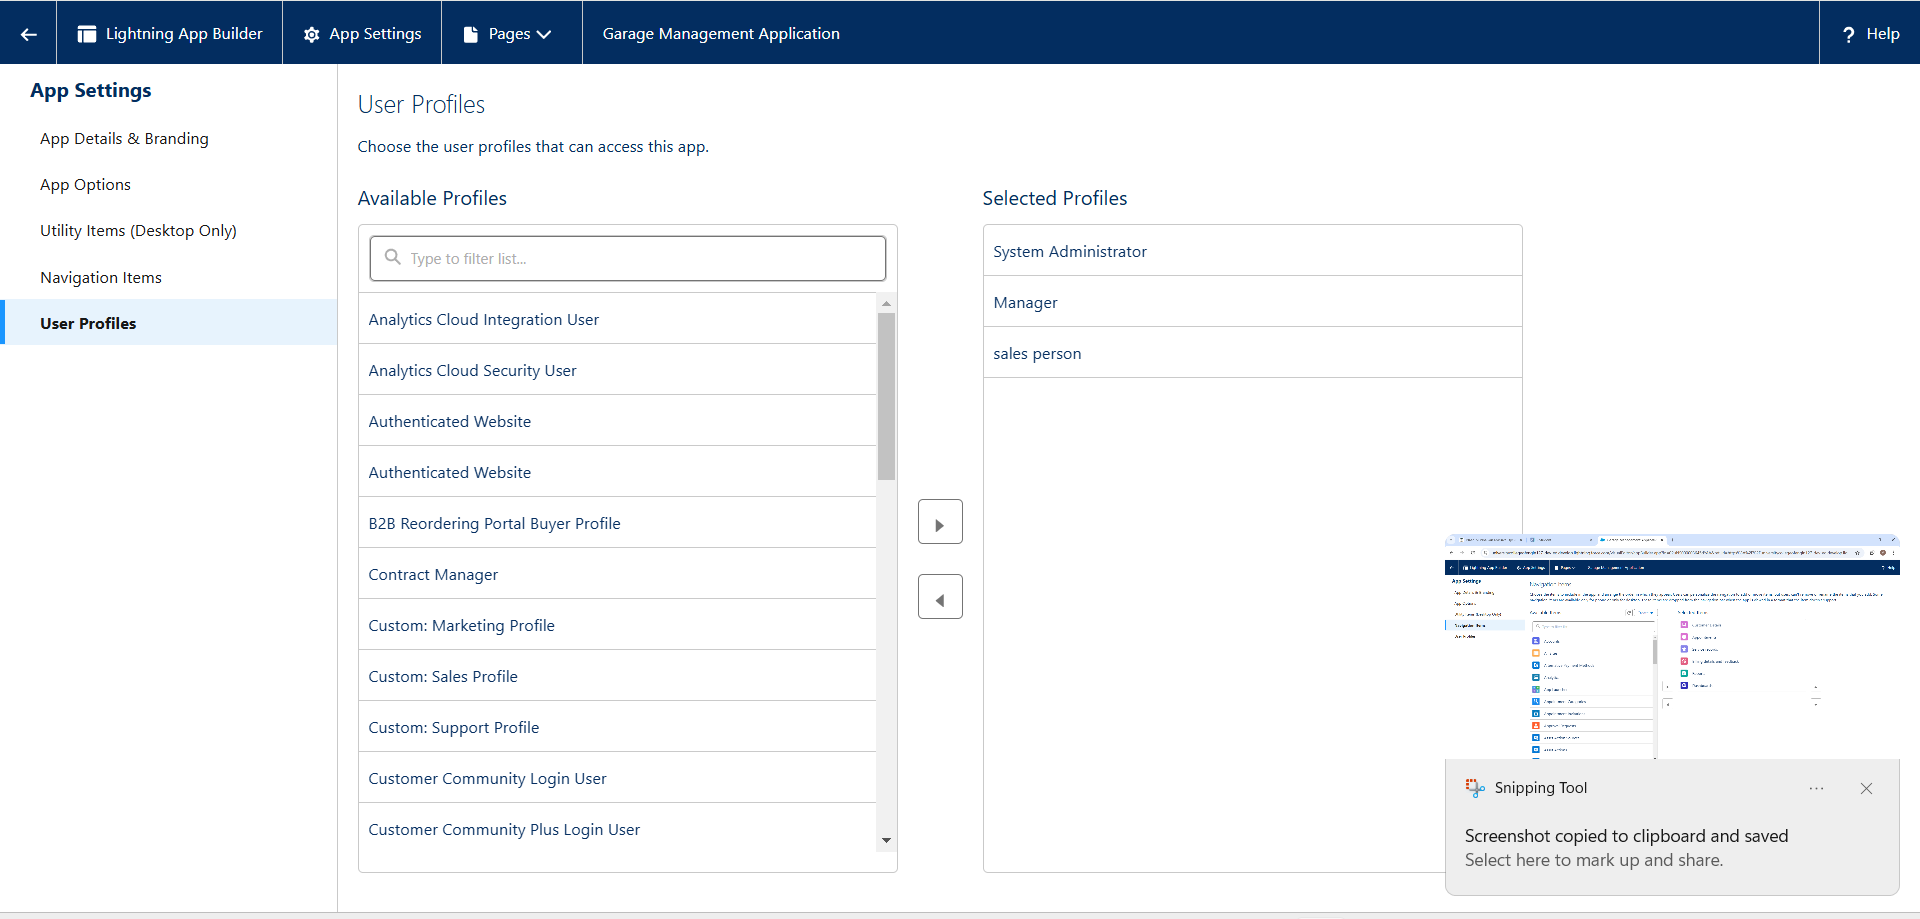 Lightning App Builder
App Settings
Pages
Garage Management Application
? Help
App Settings
App Details & Branding
App Options
Utility Items (Desktop Only)
Navigation Items
User Profiles
User Profiles
Choose the user profiles that can access this app.
Available Profiles
Type to filter list...
Analytics Cloud Integration User
Analytics Cloud Security User
Authenticated Website
Authenticated Website
B2B Reordering Portal Buyer Profile
Contract Manager
Custom: Marketing Profile
Custom: Sales Profile
Custom: Support Profile
Customer Community Login User
Customer Community Plus Login User
Selected Profiles
System Administrator
Manager
sales person
App Settings
Navigation Items
Snipping Tool
Screenshot copied to clipboard and saved
Select here to mark up and share.